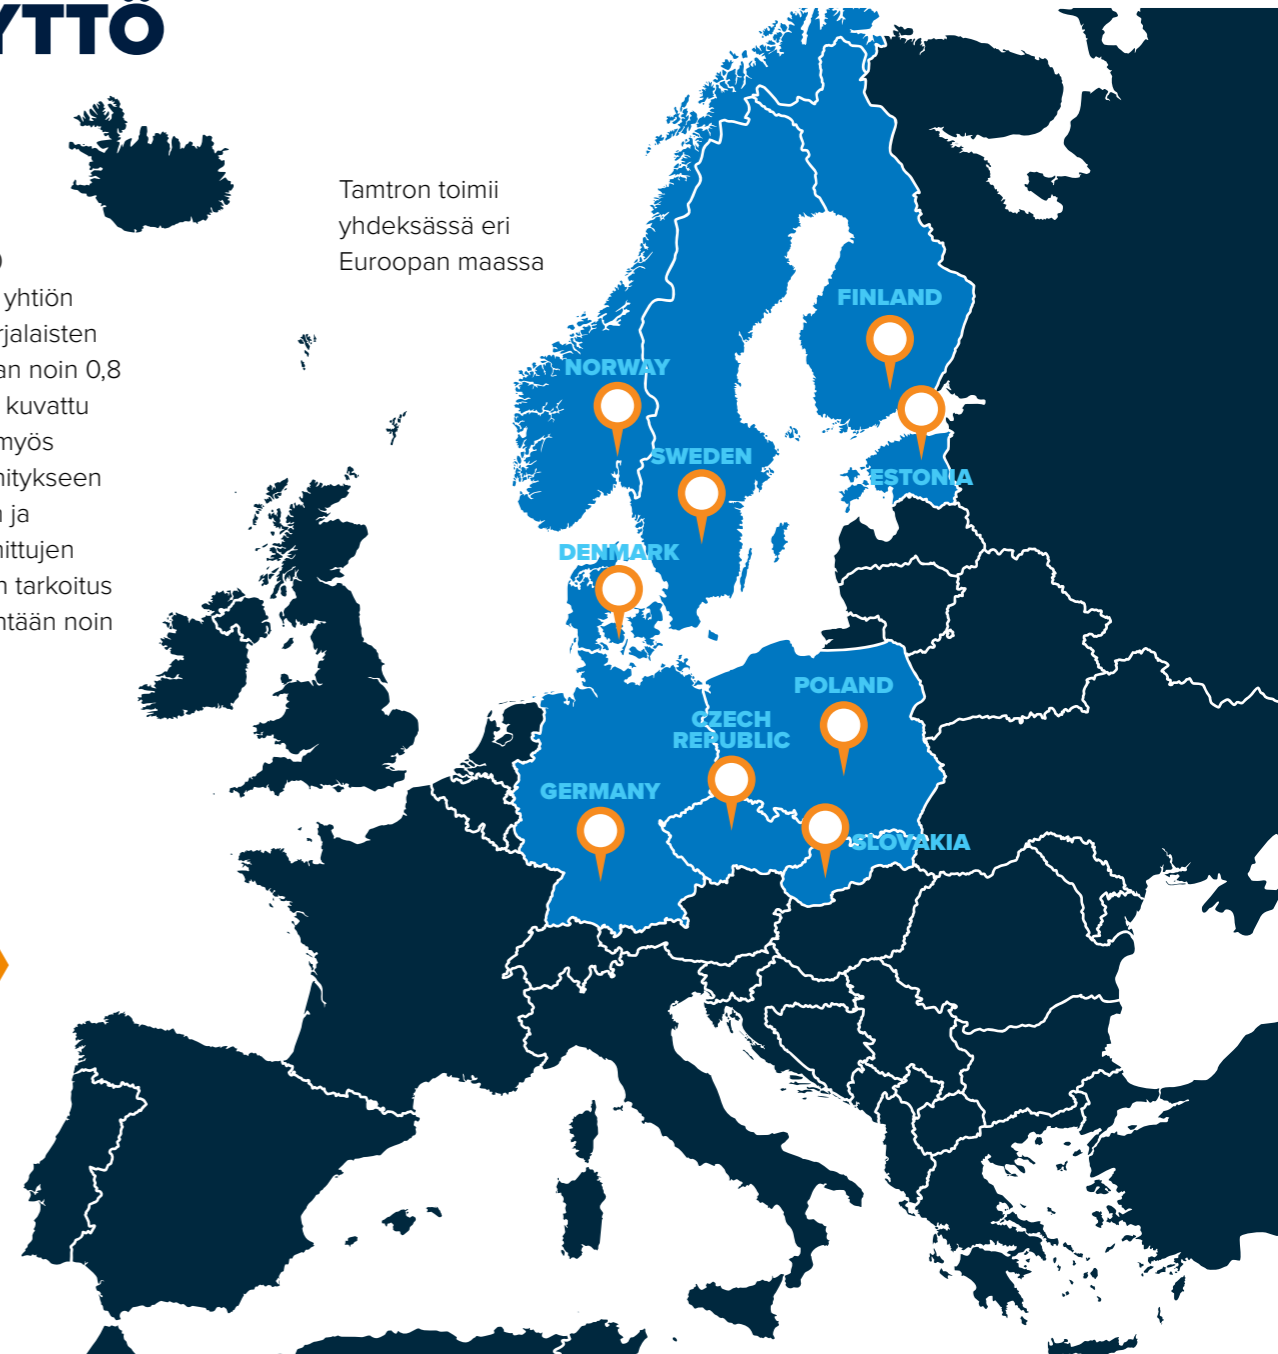 YTTÖ
Tamtron toimii
yhdeksässä eri
Euroopan maassa
yhtiön
rjalaisten
an noin 0,8
kuvattu
myös
nitykseen
n ja
nittujen
n tarkoitus
ntään noin
FINLAND
NORWAY
SWEDEN
ESTONIA
DENMARK
POLAND
CZECH
REPUBLIC
GERMANY
SLOVAKIA